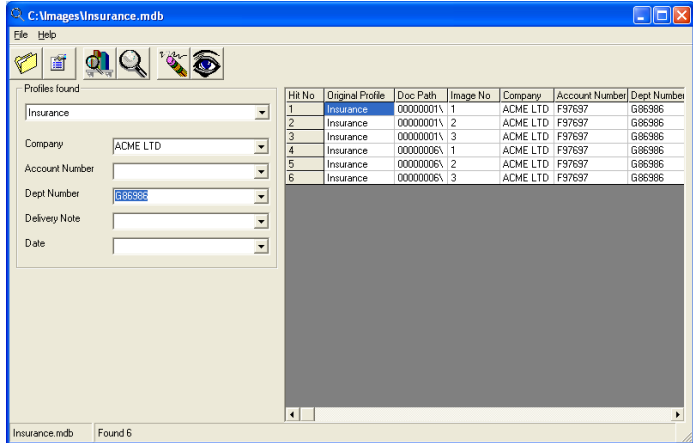 C:\Images\Insurance.mdb
File Help
Profiles found
Insurance
Company ACME LTD
Account Number
Dept Number G86986
Delivery Note
Date
Hit No Original Profile Doc Path Image No Company Account Number Dept Number
1 Insurance 00000001\ 1 ACME LTD F97697 G86986
2 Insurance 00000001\ 2 ACME LTD F97697 G86986
3 Insurance 00000001\ 3 ACME LTD F97697 G86986
4 Insurance 00000006\ 1 ACME LTD F97697 G86986
5 Insurance 00000006\ 2 ACME LTD F97697 G86986
6 Insurance 00000006\ 3 ACME LTD F97697 G86986
Insurance.mdb Found 6